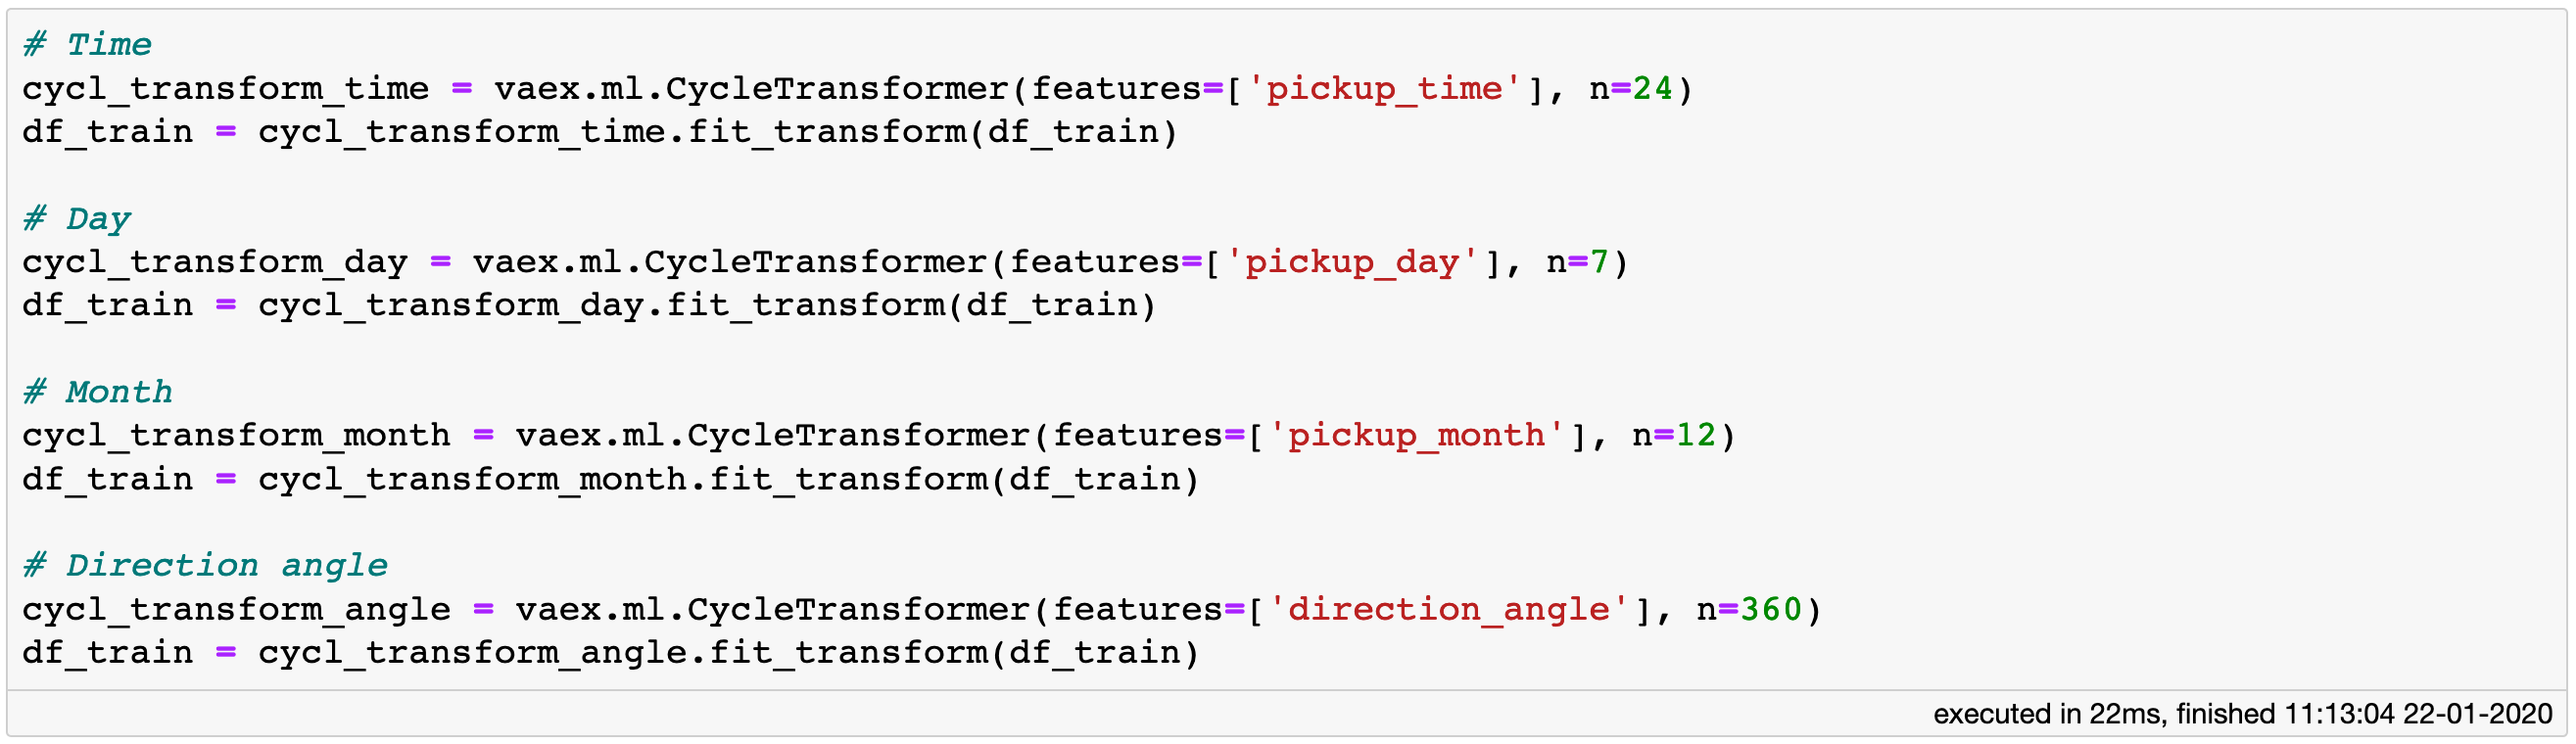 # Time
cycl_transform_time = vaex.ml.CycleTransformer(features=['pickup_time'], n=24)
df_train = cycl_transform_time.fit_transform(df_train)
# Day
cycl_transform_day = vaex.ml.CycleTransformer(features=['pickup_day'], n=7)
df_train = cycl_transform_day.fit_transform(df_train)
# Month
cycl_transform_month = vaex.ml.CycleTransformer(features=['pickup_month'], n=12)
df_train = cycl_transform_month.fit_transform(df_train)
# Direction angle
cycl_transform_angle = vaex.ml.CycleTransformer(features=['direction_angle'], n=360)
df_train = cycl_transform_angle.fit_transform(df_train)
executed in 22ms, finished 11:13:04 22-01-2020